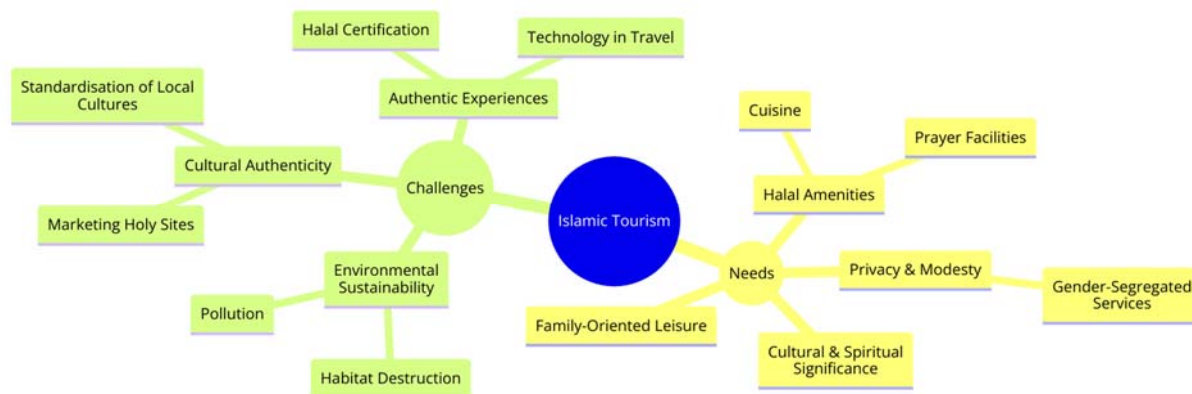 Halal Certification
Technology in Travel
Standardisation of Local
Cultures
Authentic Experiences
Cuisine
Prayer Facilities
Cultural Authenticity
Challenges
Halal Amenities
Marketing Holy Sites
Islamic Tourism
Environmental
Sustainability
Needs
Privacy & Modesty
Gender-Segregated
Services
Pollution
Family-Oriented Leisure
Cultural & Spiritual
Significance
Habitat Destruction